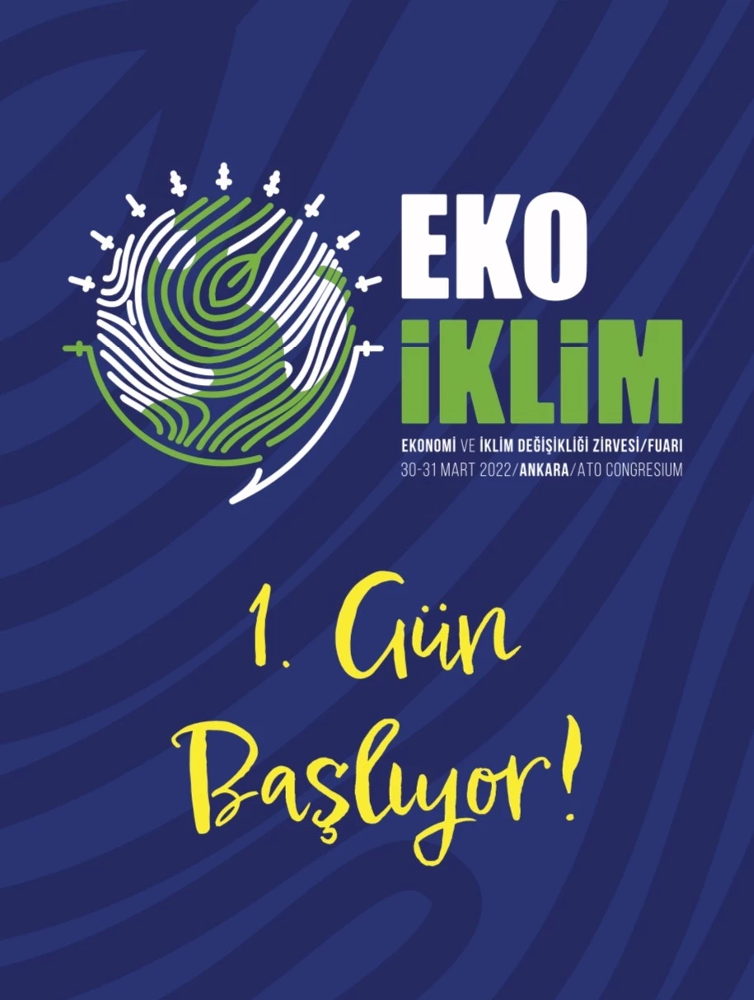 EKO
İKLİM
EKONOMİ VE İKLİM DEĞİŞİKLİĞİ ZİRVESİ/FUARI
30-31 MART 2022/ANKARA/ATO CONGRESIUM
1. Gün
Başlıyor!